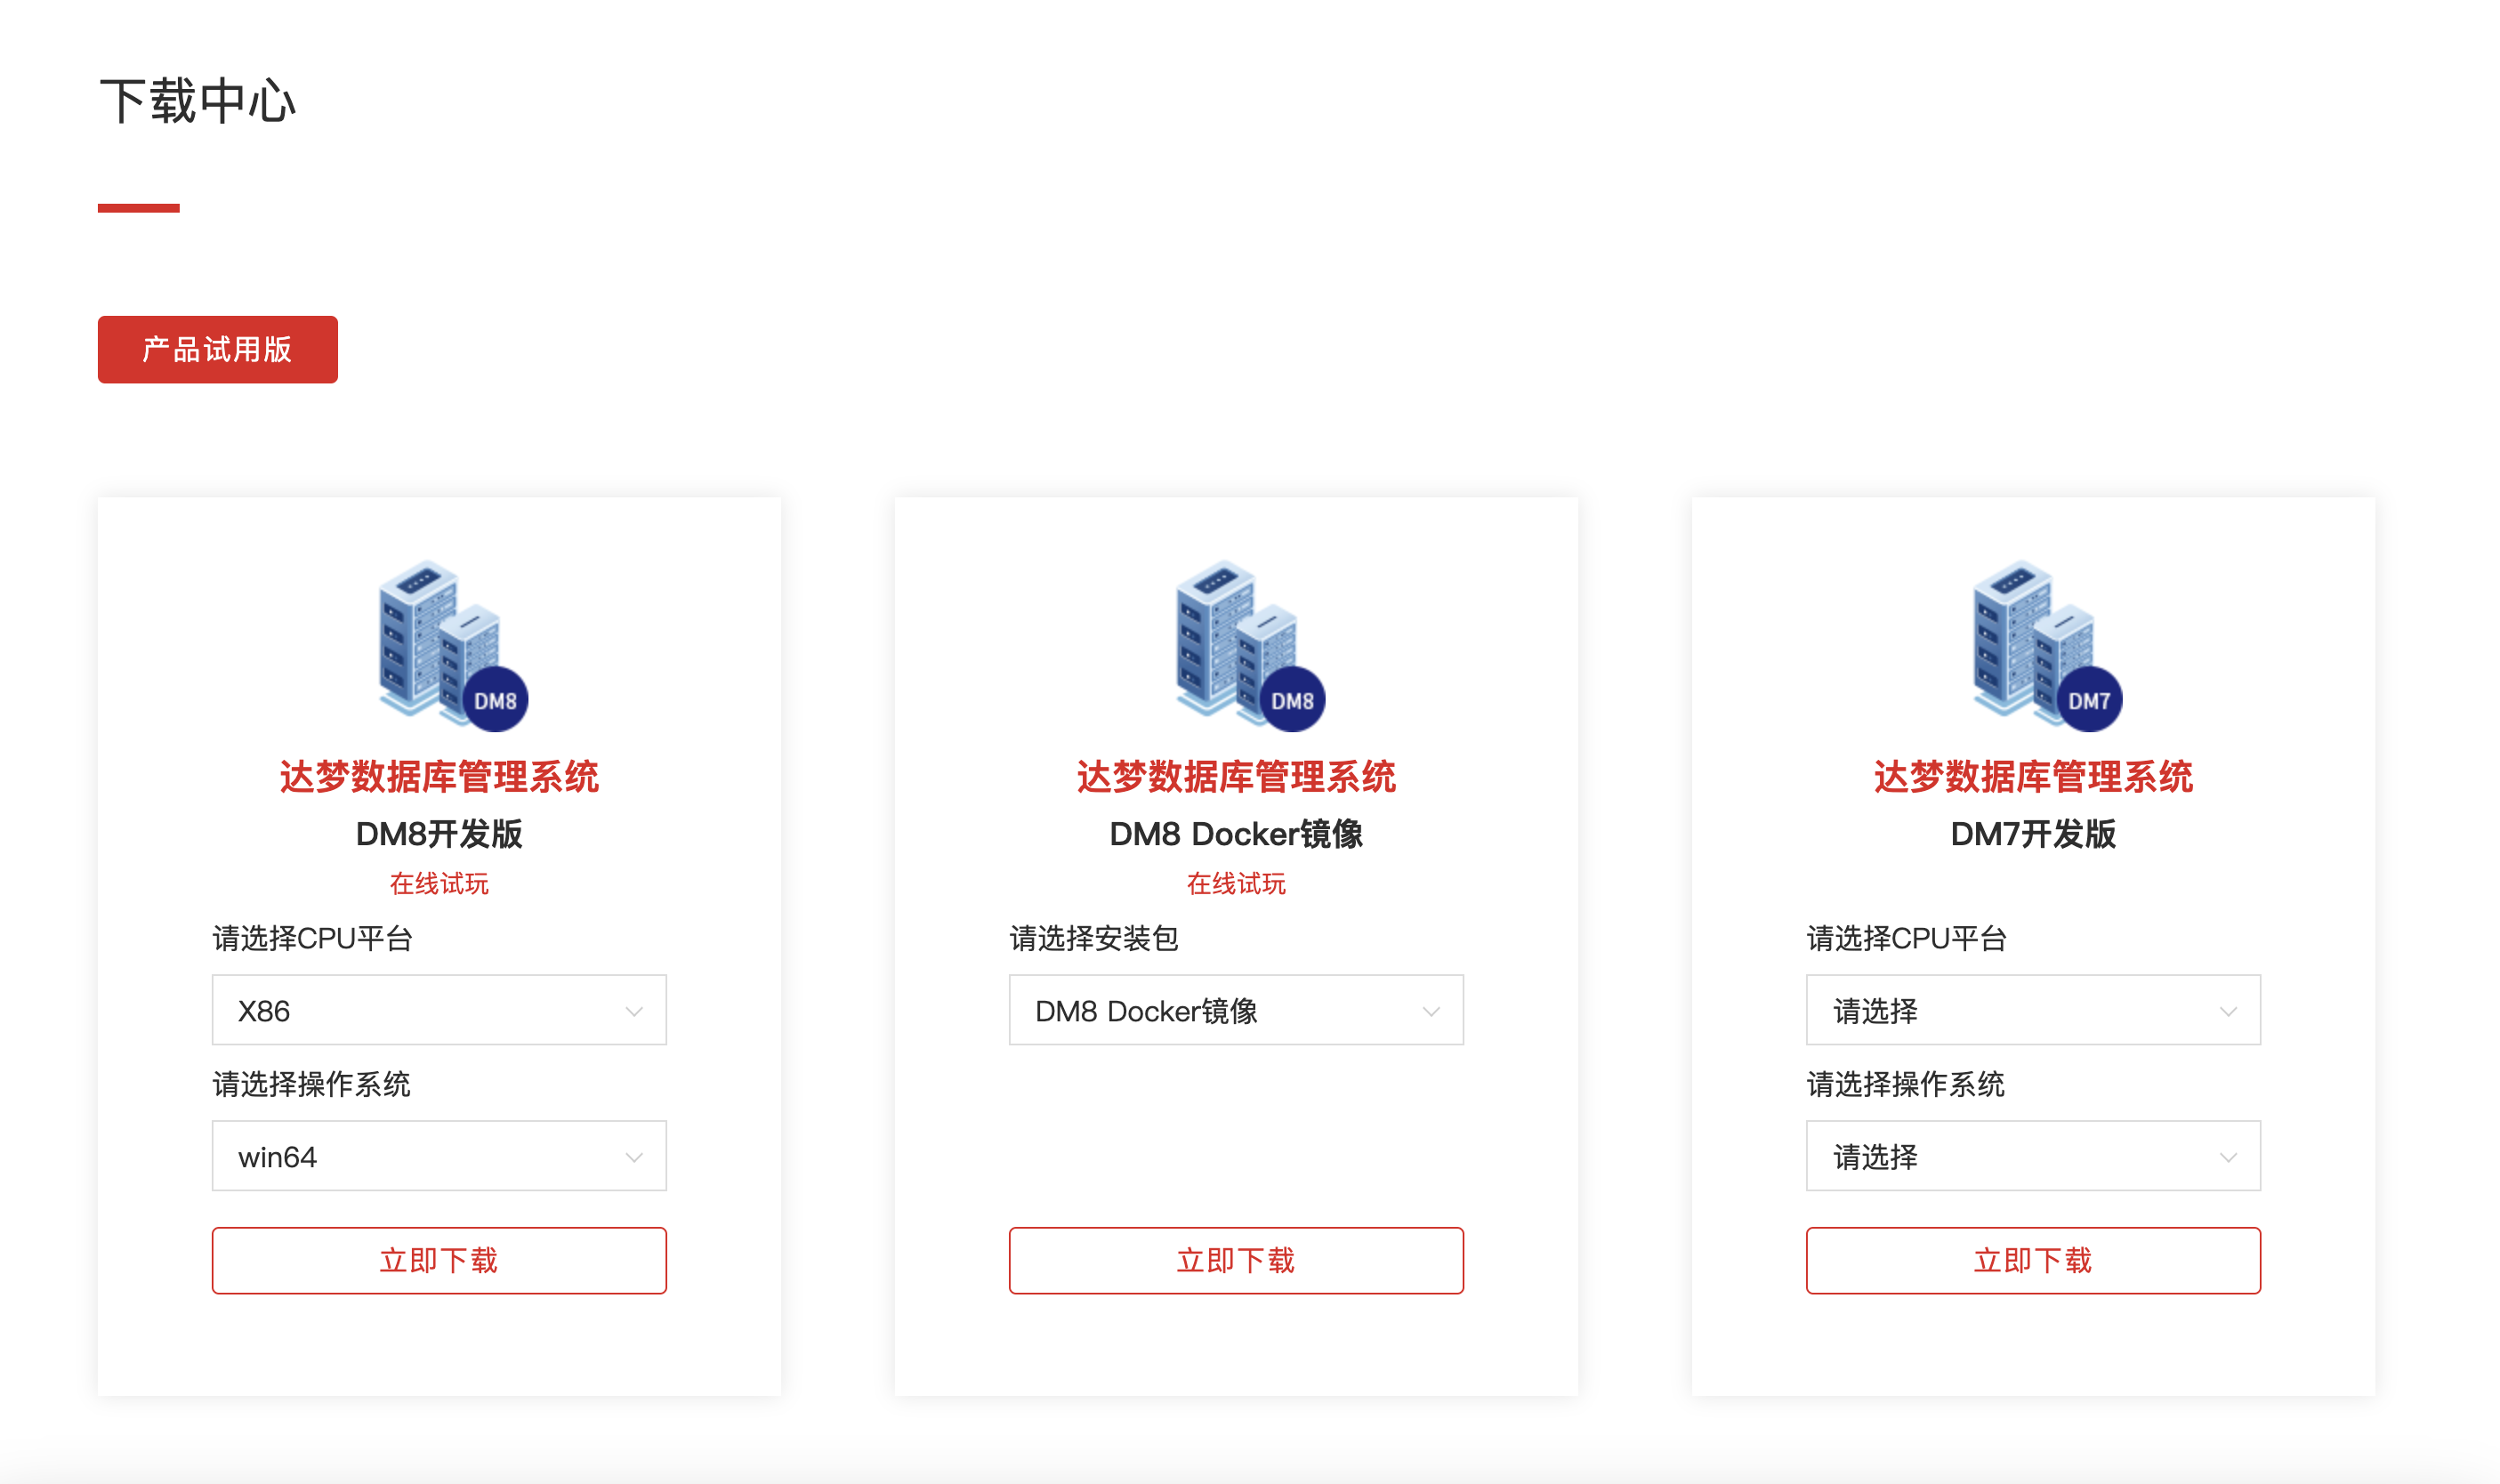 下载中心
产品试用版
DM8
达梦数据库管理系统
DM8开发版
在线试玩
请选择CPU平台
X86
请选择操作系统
win64
立即下载
DM8
达梦数据库管理系统
DM8 Docker镜像
在线试玩
请选择安装包
DM8 Docker镜像
立即下载
DM7
达梦数据库管理系统
DM7开发版
请选择CPU平台
请选择
请选择操作系统
请选择
立即下载